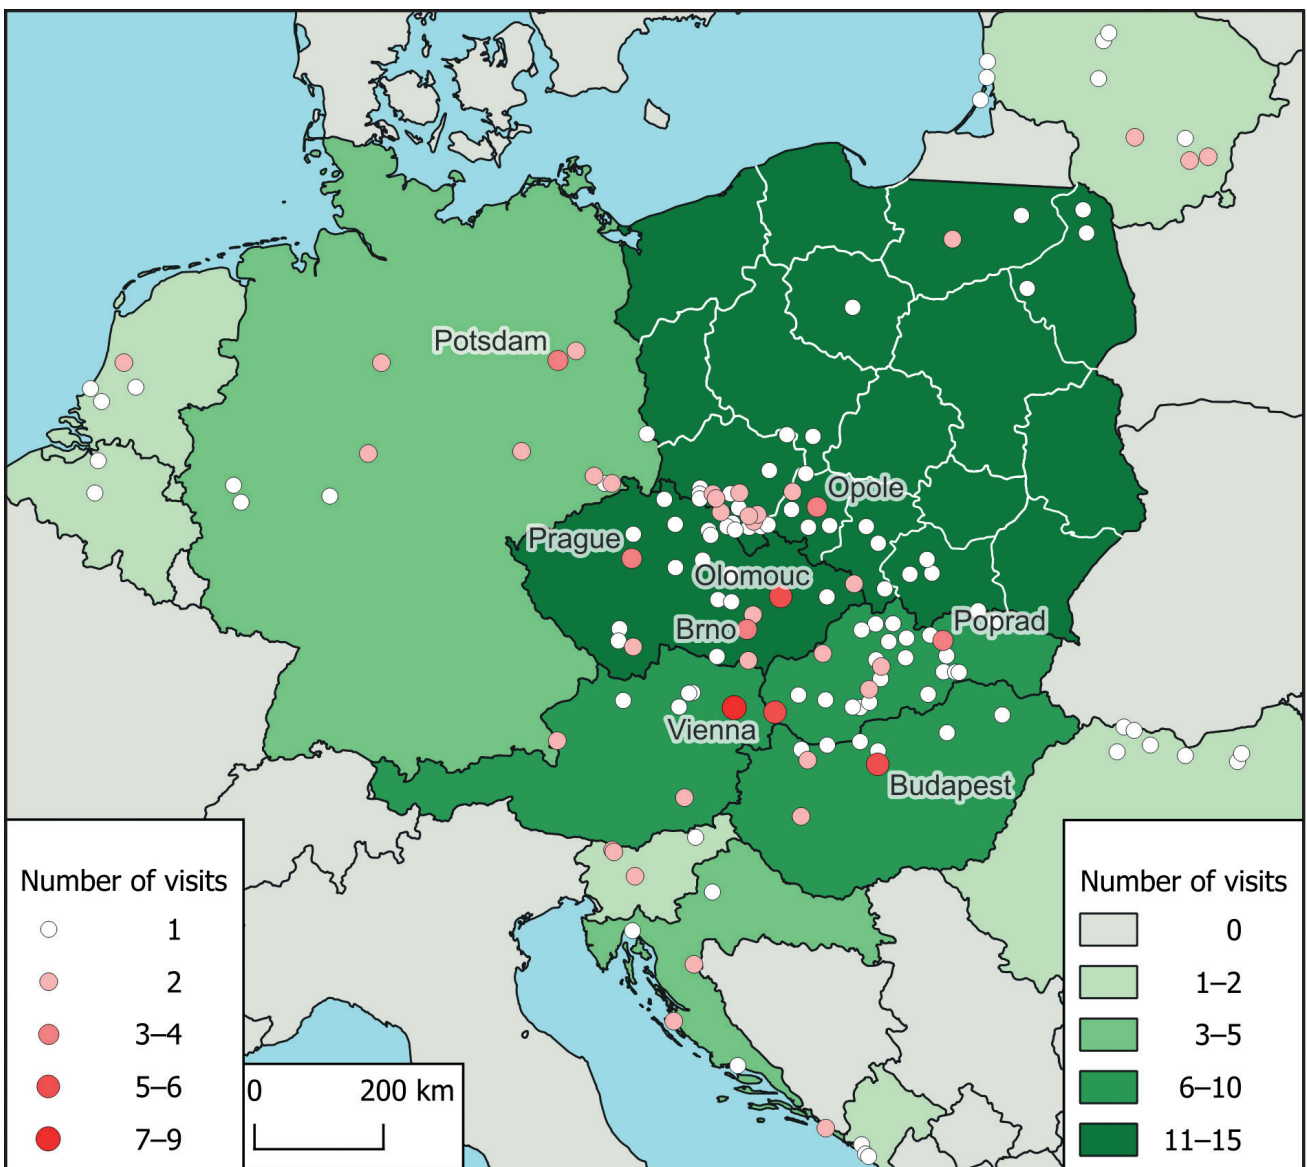 Potsdam
Opole
Prague
Olomouc
Brno
Poprad
Vienna
Budapest
Number of visits
1
2
3–4
5–6
7–9
0 200 km
Number of visits
0
1–2
3–5
6–10
11–15